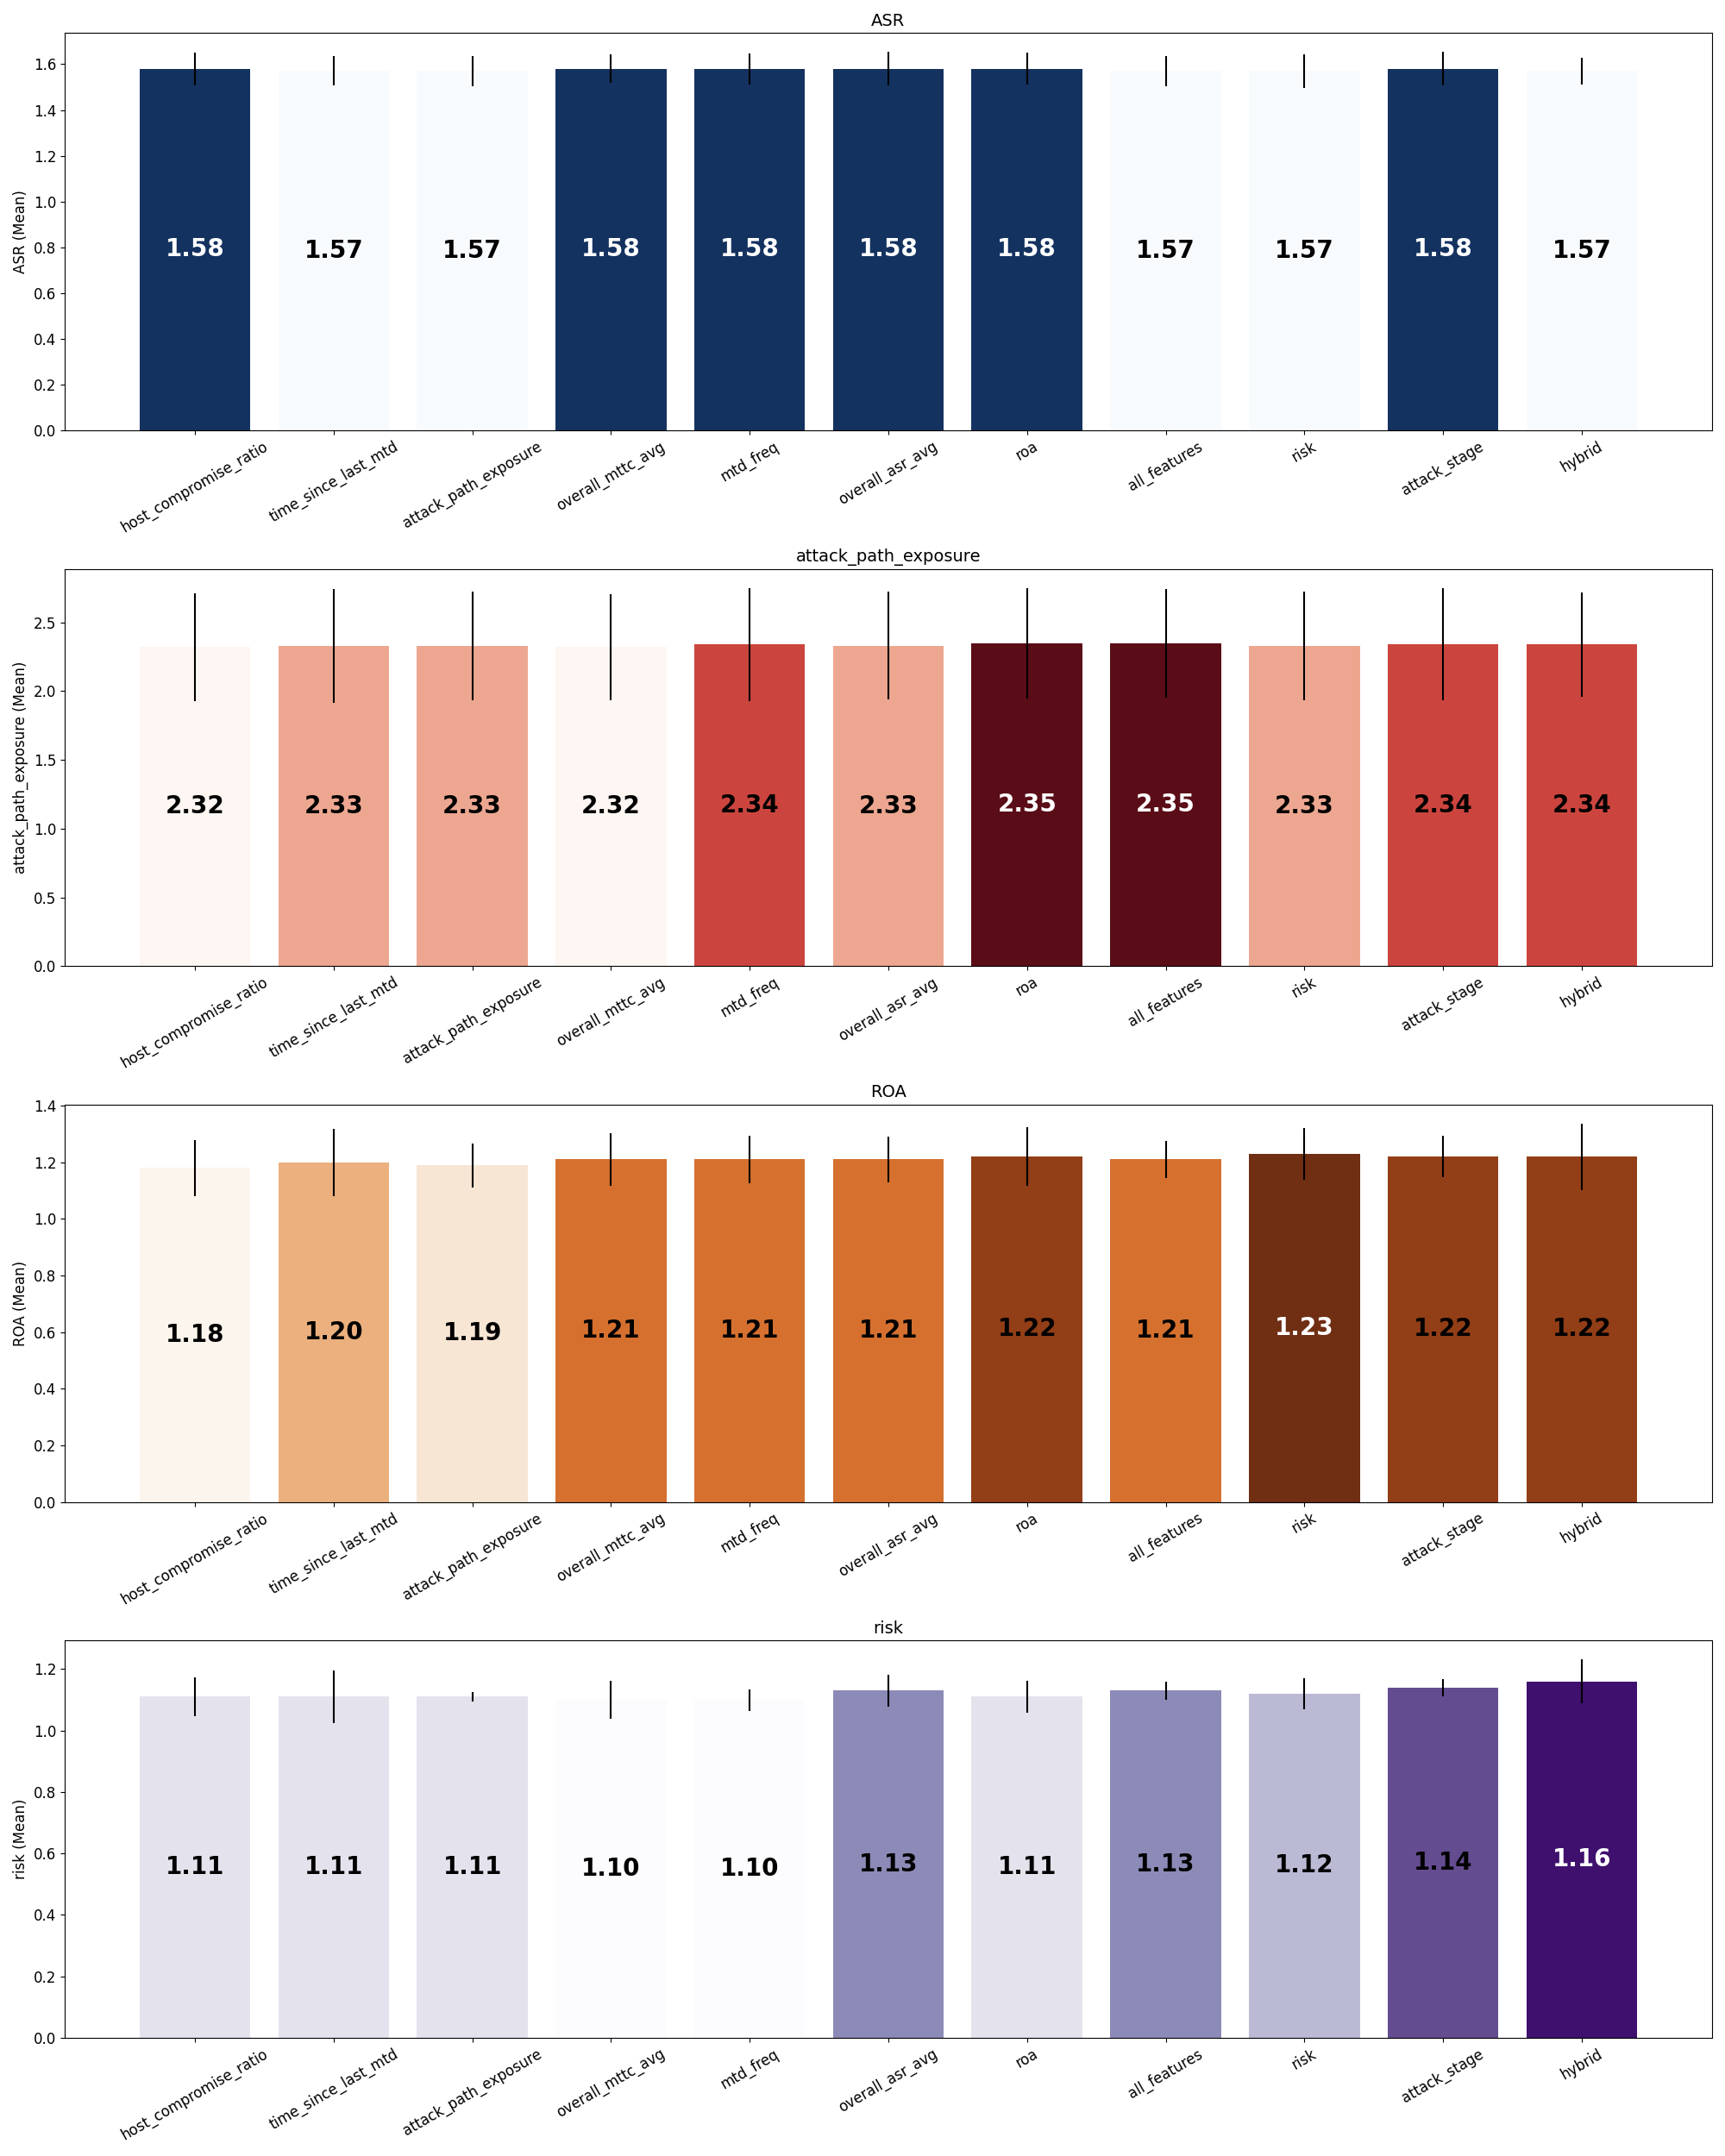 ASR
ASR (Mean)
1.6
1.4
1.2
1.0
0.8
0.6
0.4
0.2
0.0
1.58
1.57
1.57
1.58
1.58
1.58
1.58
1.57
1.57
1.58
1.57
host_compromise_ratio
time_since_last_mtd
attack_path_exposure
overall_mttc_avg
mtd_freq
overall_asr_avg
roa
all_features
risk
attack_stage
hybrid
attack_path_exposure
attack_path_exposure (Mean)
2.5
2.0
1.5
1.0
0.5
0.0
2.32
2.33
2.33
2.32
2.34
2.33
2.35
2.35
2.33
2.34
2.34
host_compromise_ratio
time_since_last_mtd
attack_path_exposure
overall_mttc_avg
mtd_freq
overall_asr_avg
roa
all_features
risk
attack_stage
hybrid
ROA
ROA (Mean)
1.4
1.2
1.0
0.8
0.6
0.4
0.2
0.0
1.18
1.20
1.19
1.21
1.21
1.21
1.22
1.21
1.23
1.22
1.22
host_compromise_ratio
time_since_last_mtd
attack_path_exposure
overall_mttc_avg
mtd_freq
overall_asr_avg
roa
all_features
risk
attack_stage
hybrid
risk
risk (Mean)
1.2
1.0
0.8
0.6
0.4
0.2
0.0
1.11
1.11
1.11
1.10
1.10
1.13
1.11
1.13
1.12
1.14
1.16
host_compromise_ratio
time_since_last_mtd
attack_path_exposure
overall_mttc_avg
mtd_freq
overall_asr_avg
roa
all_features
risk
attack_stage
hybrid